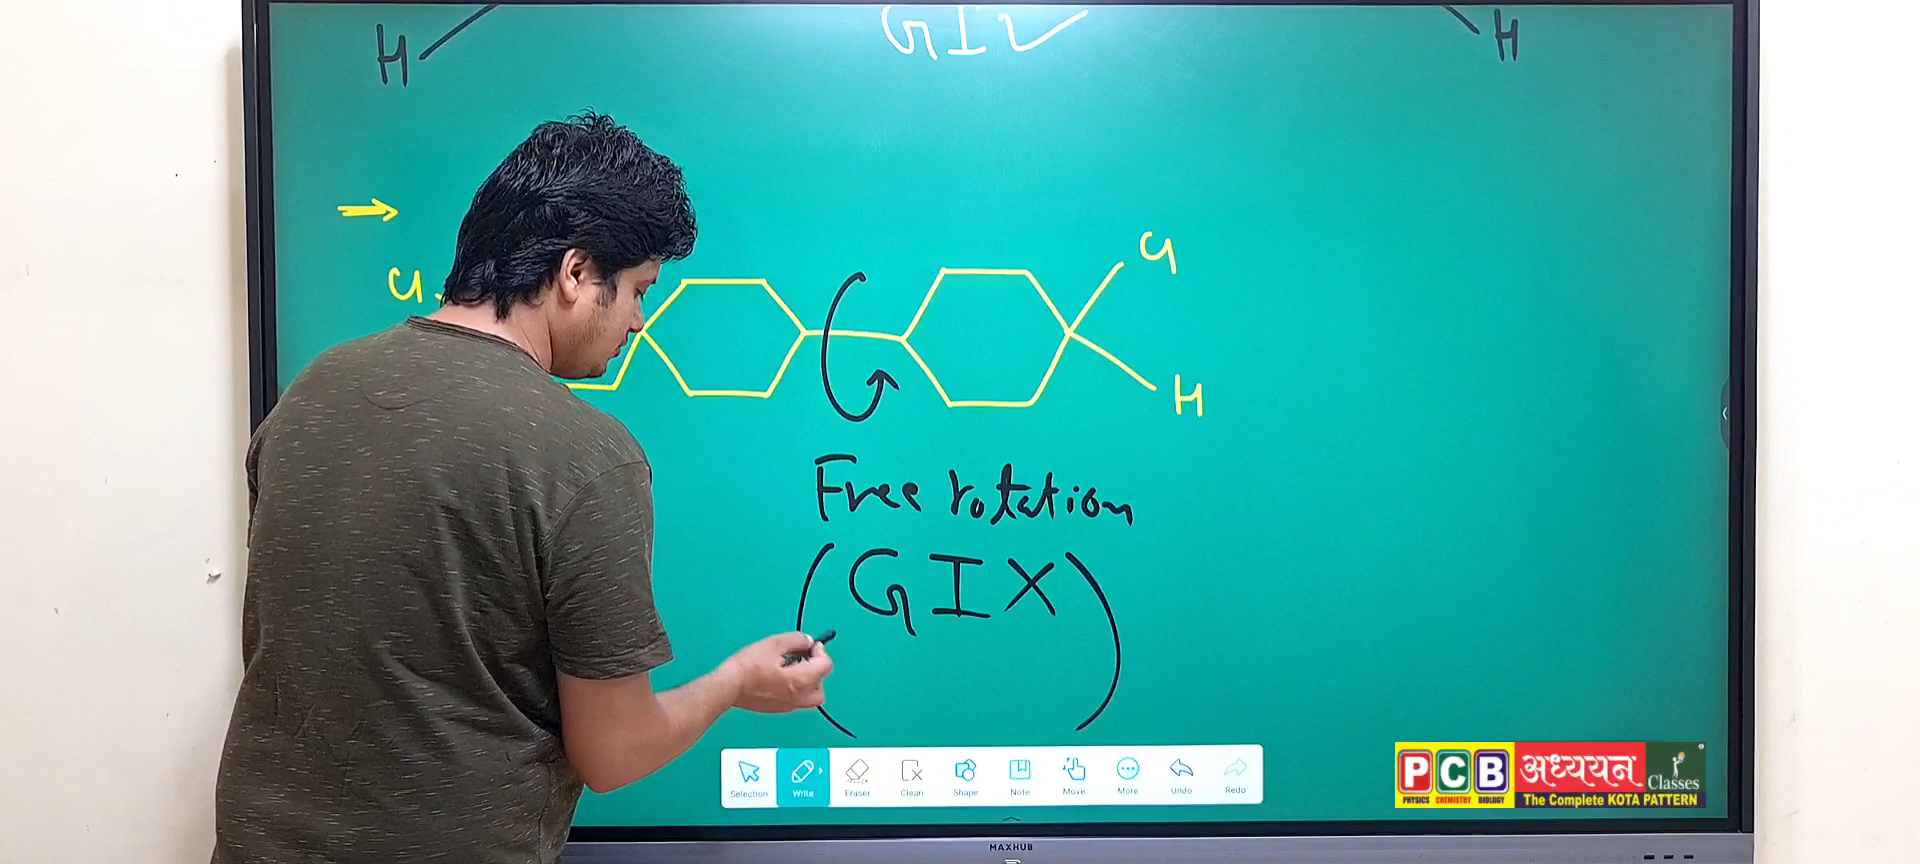 H GI H
Cl
Cl
H
Free rotation
(GIX)
Selection Write Eraser Clean Shape Note Move More Undo Redo
PCB अध्ययन Classes
PHYSICS CHEMISTRY BIOLOGY The Complete KOTA PATTERN
MAXHUB